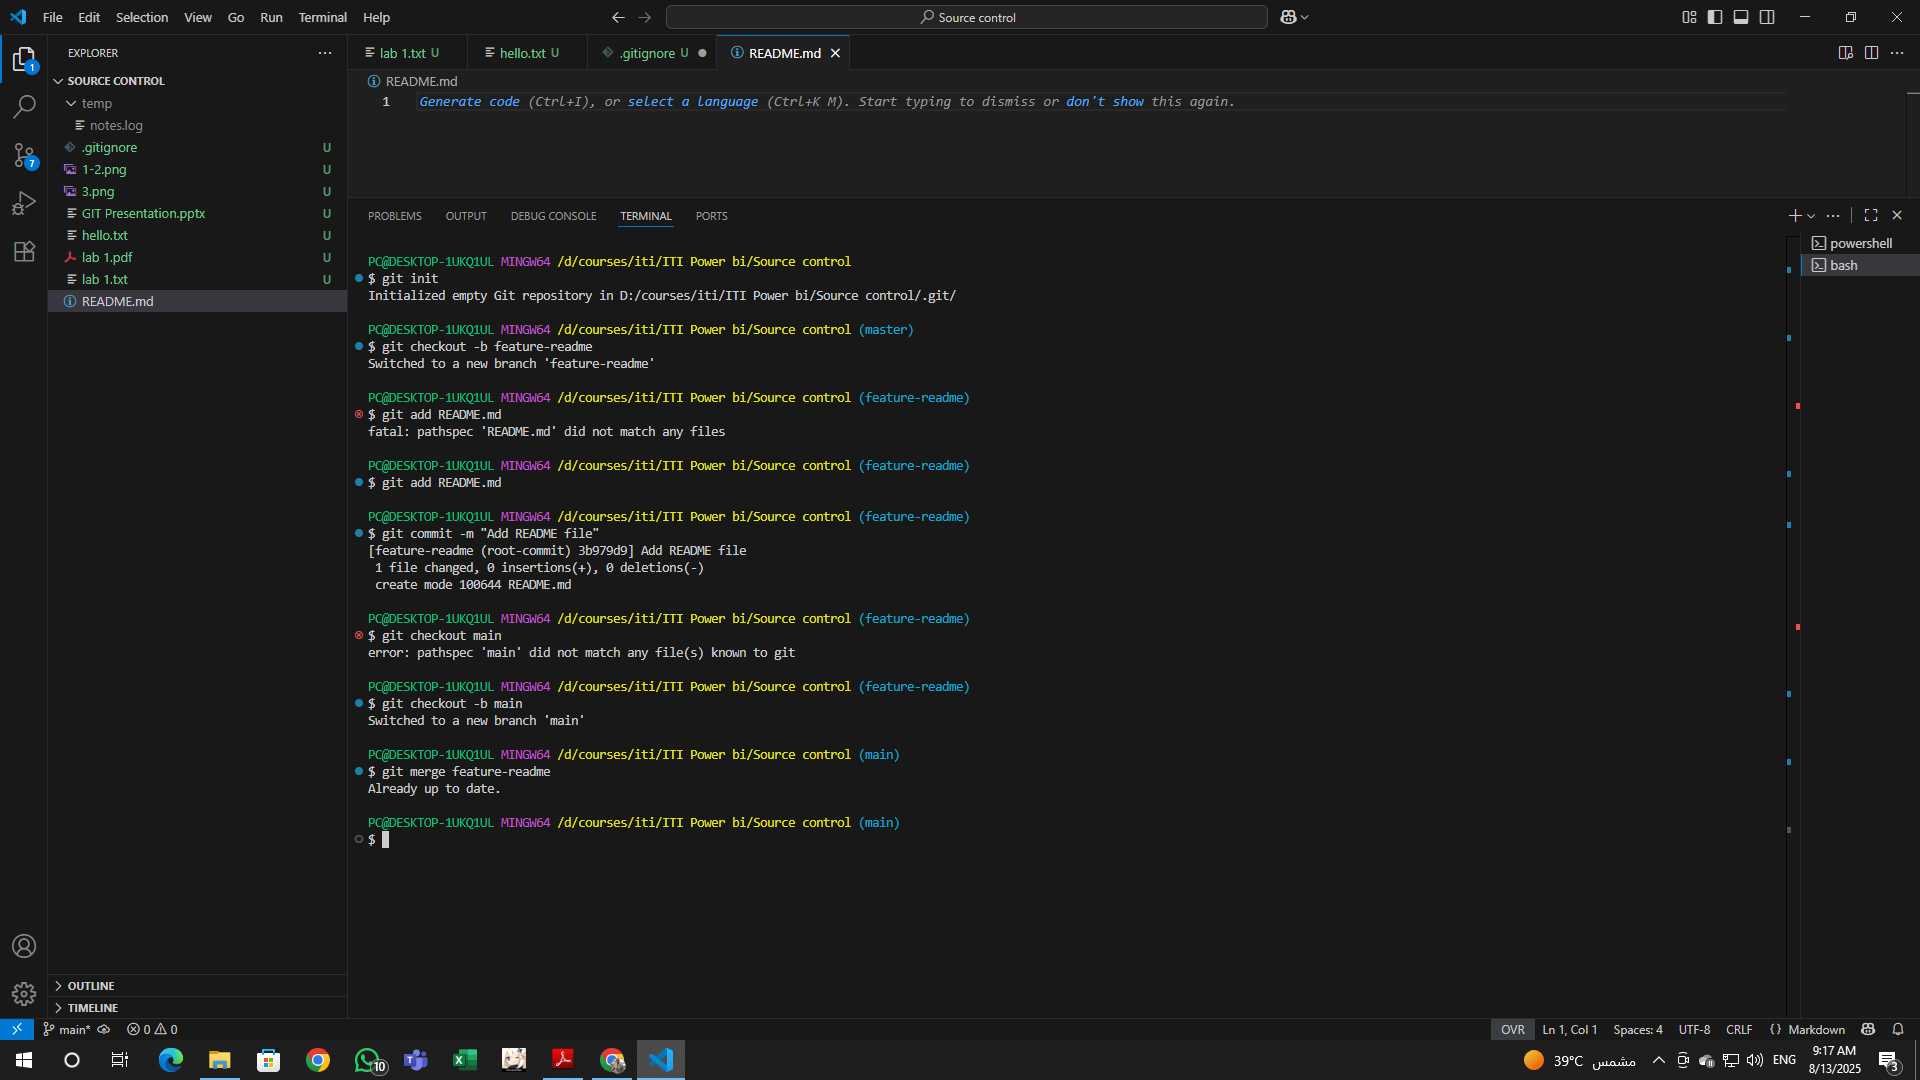 File Edit Selection View Go Run Terminal Help
Source control
EXPLORER
SOURCE CONTROL
temp
notes.log
.gitignore U
1-2.png U
3.png U
GIT Presentation.pptx U
hello.txt U
lab 1.pdf U
lab 1.txt U
README.md
OUTLINE
TIMELINE
1
7
lab 1.txt U
hello.txt U
.gitignore U
README.md
README.md
1 Generate code (Ctrl+I), or select a language (Ctrl+K M). Start typing to dismiss or don't show this again.
PROBLEMS OUTPUT DEBUG CONSOLE TERMINAL PORTS
powershell
bash
PC@DESKTOP-1UKQ1UL MINGW64 /d/courses/iti/ITI Power bi/Source control
$ git init
Initialized empty Git repository in D:/courses/iti/ITI Power bi/Source control/.git/
PC@DESKTOP-1UKQ1UL MINGW64 /d/courses/iti/ITI Power bi/Source control (master)
$ git checkout -b feature-readme
Switched to a new branch 'feature-readme'
PC@DESKTOP-1UKQ1UL MINGW64 /d/courses/iti/ITI Power bi/Source control (feature-readme)
$ git add README.md
fatal: pathspec 'README.md' did not match any files
PC@DESKTOP-1UKQ1UL MINGW64 /d/courses/iti/ITI Power bi/Source control (feature-readme)
$ git add README.md
PC@DESKTOP-1UKQ1UL MINGW64 /d/courses/iti/ITI Power bi/Source control (feature-readme)
$ git commit -m "Add README file"
[feature-readme (root-commit) 3b979d9] Add README file
1 file changed, 0 insertions(+), 0 deletions(-)
create mode 100644 README.md
PC@DESKTOP-1UKQ1UL MINGW64 /d/courses/iti/ITI Power bi/Source control (feature-readme)
$ git checkout main
error: pathspec 'main' did not match any file(s) known to git
PC@DESKTOP-1UKQ1UL MINGW64 /d/courses/iti/ITI Power bi/Source control (feature-readme)
$ git checkout -b main
Switched to a new branch 'main'
PC@DESKTOP-1UKQ1UL MINGW64 /d/courses/iti/ITI Power bi/Source control (main)
$ git merge feature-readme
Already up to date.
PC@DESKTOP-1UKQ1UL MINGW64 /d/courses/iti/ITI Power bi/Source control (main)
$
main* 0 0 OVR Ln 1, Col 1 Spaces: 4 UTF-8 CRLF {} Markdown
10
39°C مشمس ENG 9:17 AM
8/13/2025
3